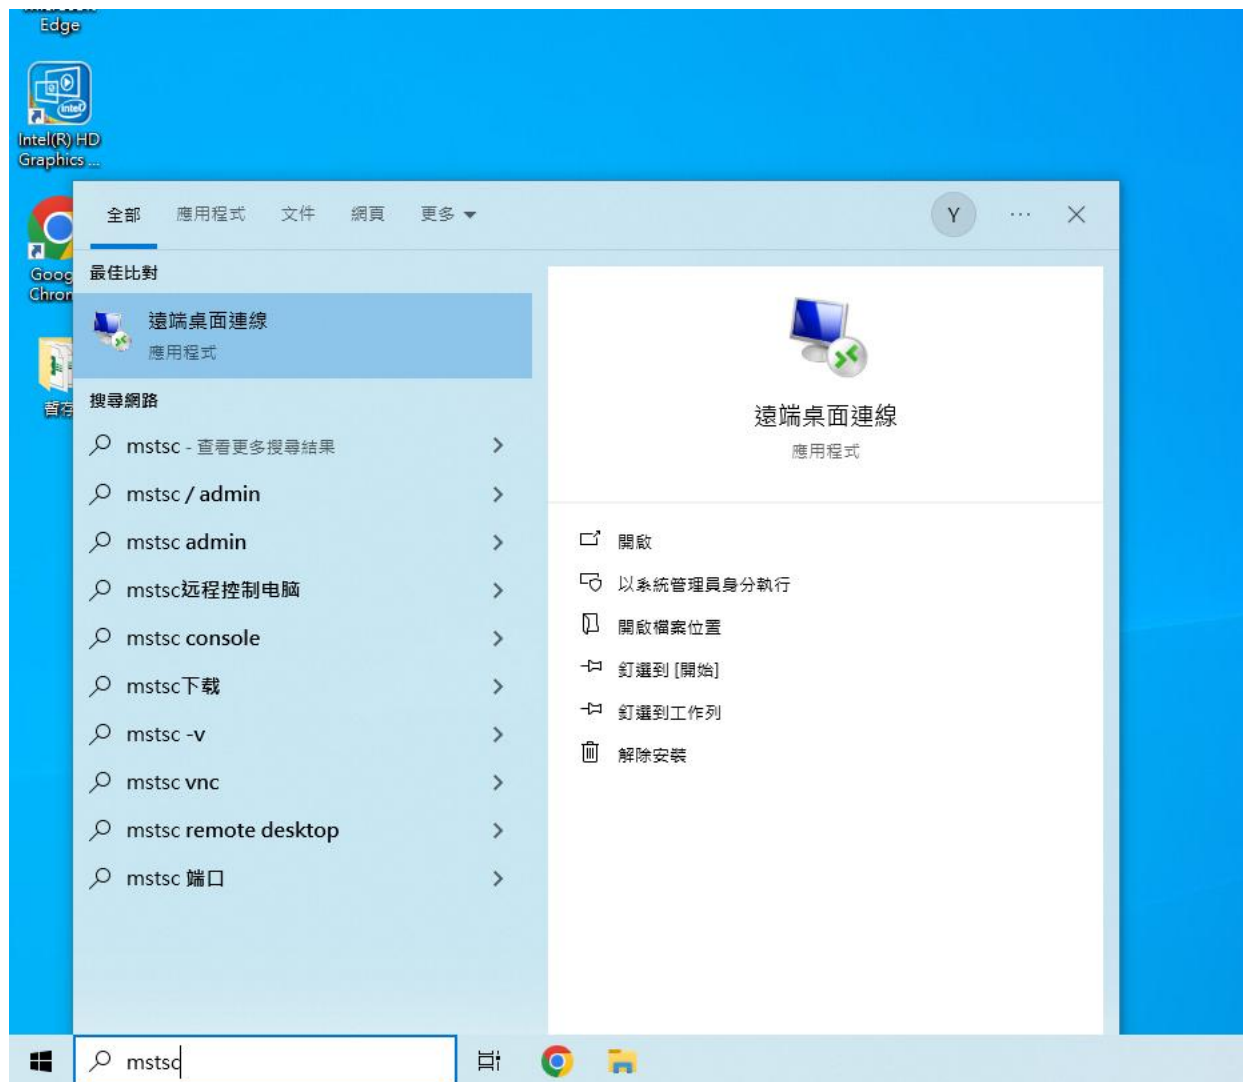 Edge
intel
Intel(R) HD
Graphics ...
全部 應用程式 文件 網頁 更多
Y ...
Goog
Chron
最佳比對
遠端桌面連線
應用程式
暫存
搜尋網路
mstsc - 查看更多搜尋結果
mstsc / admin
mstsc admin
mstsc远程控制电脑
mstsc console
mstsc下载
mstsc -v
mstsc vnc
mstsc remote desktop
mstsc 端口
遠端桌面連線
應用程式
開啟
以系統管理員身分執行
開啟檔案位置
釘選到 [開始]
釘選到工作列
解除安裝
mstsc